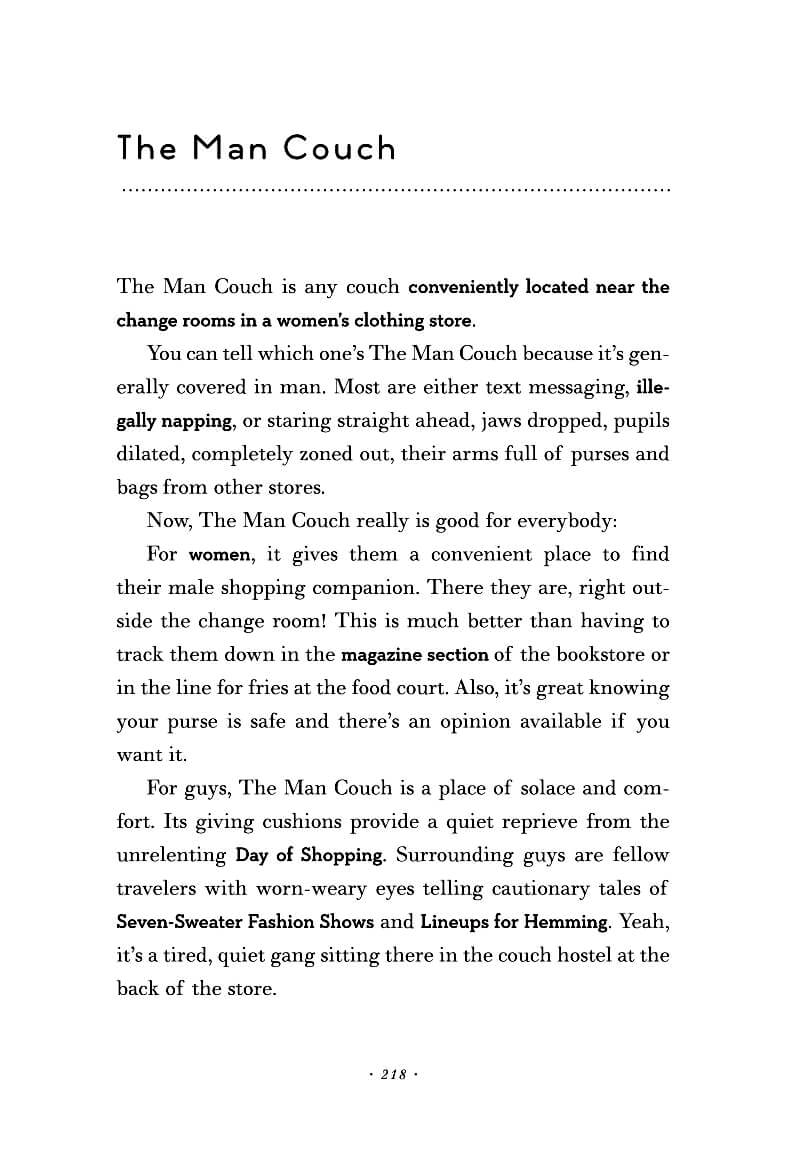 The Man Couch
The Man Couch is any couch conveniently located near the
change rooms in a women's clothing store.
You can tell which one’s The Man Couch because it’s gen-
erally covered in man. Most are either text messaging, ille-
gally napping, or staring straight ahead, jaws dropped, pupils
dilated, completely zoned out, their arms full of purses and
bags from other stores.
Now, The Man Couch really is good for everybody:
For women, it gives them a convenient place to find
their male shopping companion. There they are, right out-
side the change room! This is much better than having to
track them down in the magazine section of the bookstore or
in the line for fries at the food court. Also, it’s great knowing
your purse is safe and there’s an opinion available if you
want it.
For guys, The Man Couch is a place of solace and com-
fort. Its giving cushions provide a quiet reprieve from the
unrelenting Day of Shopping. Surrounding guys are fellow
travelers with worn-weary eyes telling cautionary tales of
Seven-Sweater Fashion Shows and Lineups for Hemming. Yeah,
it’s a tired, quiet gang sitting there in the couch hostel at the
back of the store.
· 218 ·